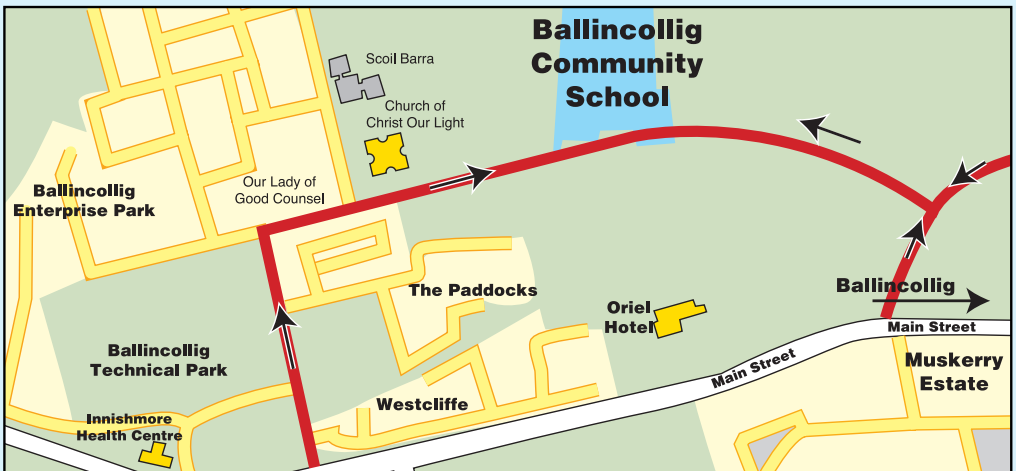 Ballincollig
Community
School
Scoil Barra
Church of
Christ Our Light
Our Lady of
Good Counsel
Ballincollig
Enterprise Park
The Paddocks
Oriel
Hotel
Ballincollig
Main Street
Main Street
Muskerry
Estate
Ballincollig
Technical Park
Westcliffe
Innishmore
Health Centre